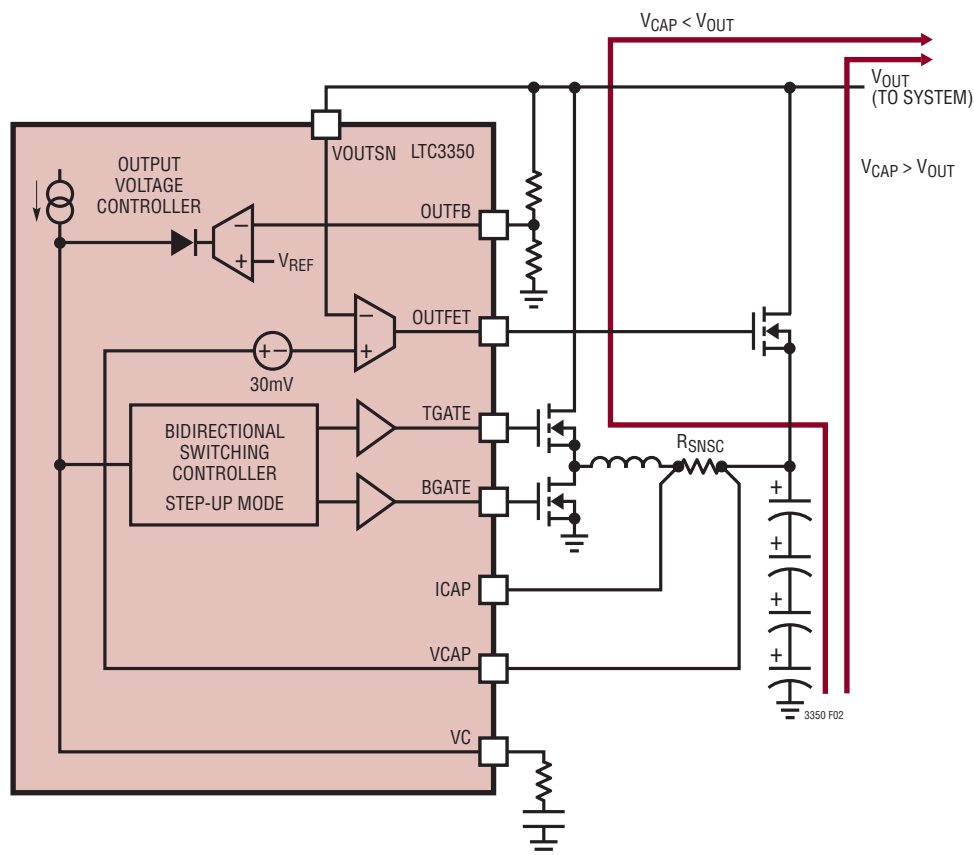 VCAP < VOUT
VOUT
(TO SYSTEM)
VCAP > VOUT
VOUTSN
LTC3350
OUTPUT
VOLTAGE
CONTROLLER
OUTFB
–
+
VREF
OUTFET
–
+
+ –
30mV
TGATE
BIDIRECTIONAL
SWITCHING
CONTROLLER
STEP-UP MODE
RSNSC
BGATE
+
+
+
+
ICAP
VCAP
3350 F02
VC